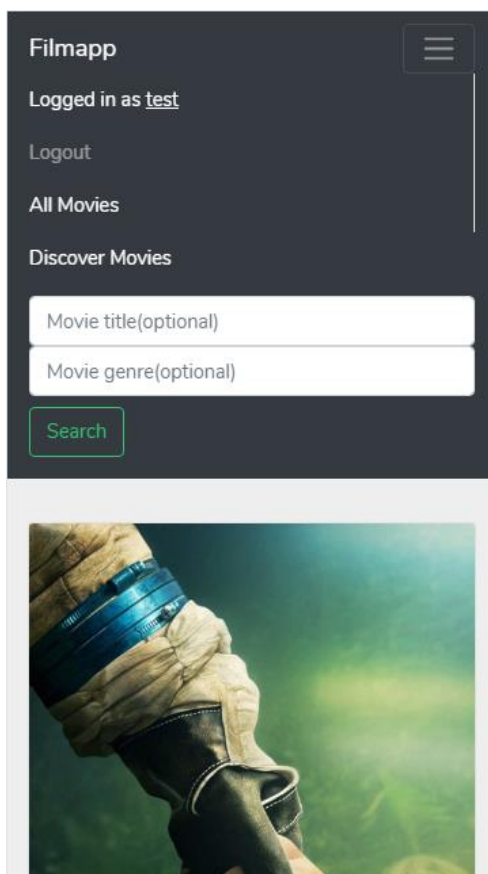 Filmapp
Logged in as test
Logout
All Movies
Discover Movies
Movie title(optional)
Movie genre(optional)
Search